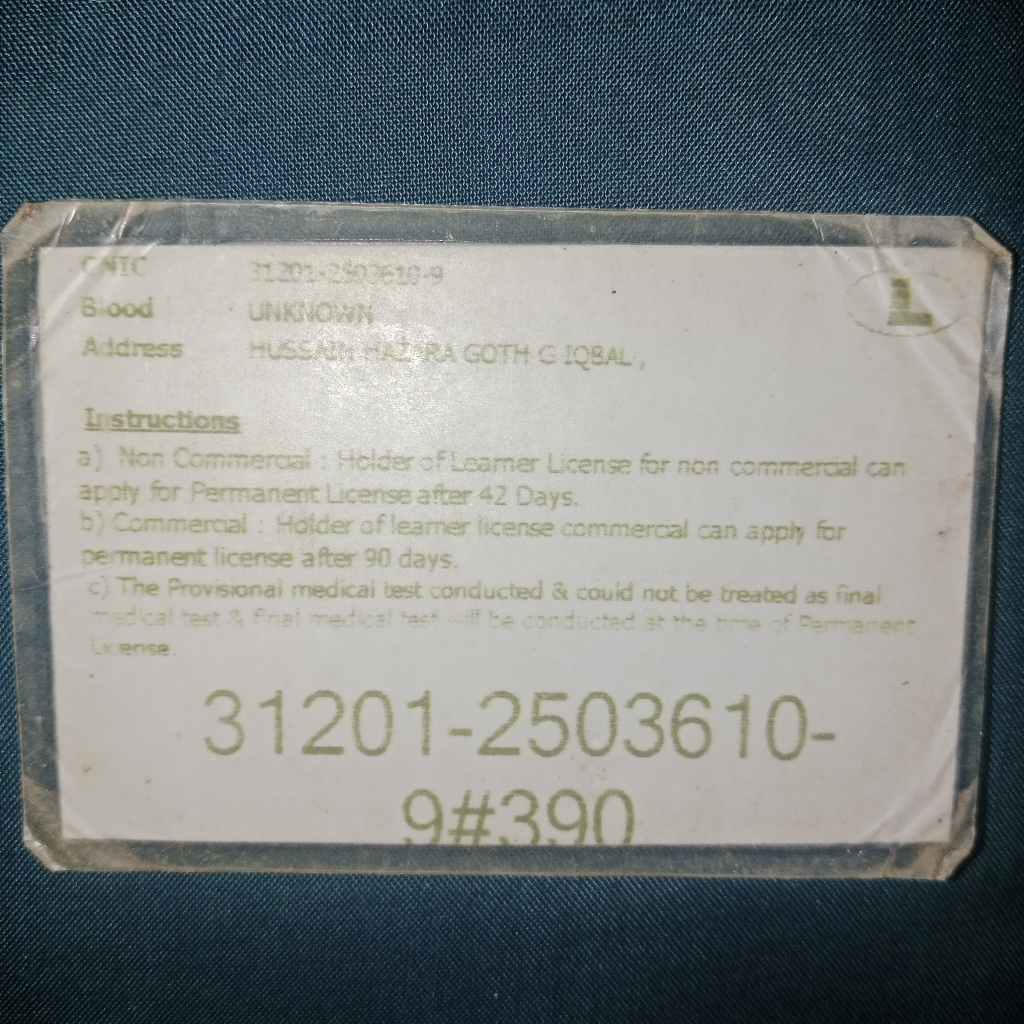 CNIC 31201-2503610-9
L
Blood UNKNOWN
Address HUSSAIN HAZARA GOTH G IQBAL ,
Instructions
a) Non Commercial : Holder of Learner License for non commercial can
apply for Permanent License after 42 Days.
b) Commercial : Holder of learner license commercial can apply for
permanent license after 90 days.
c) The Provisional medical test conducted & could not be treated as final
medical test & final medical test will be conducted at the time of Permanent
License.
31201-2503610-
9#390